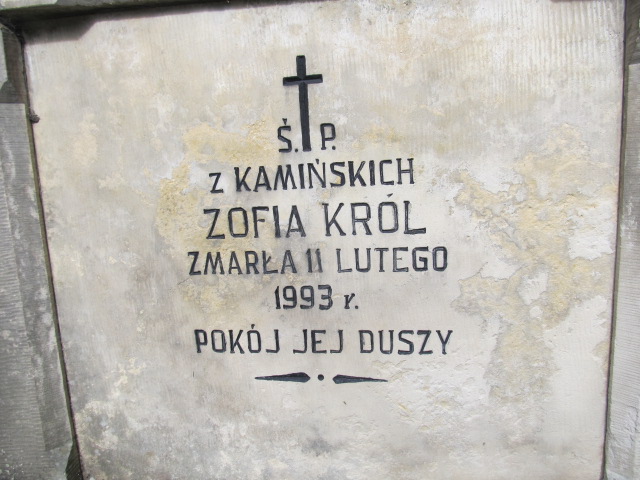 Ś. P.
Z KAMIŃSKICH
ZOFIA KRÓL
ZMARŁA 11 LUTEGO
1993 r.
POKÓJ JEJ DUSZY